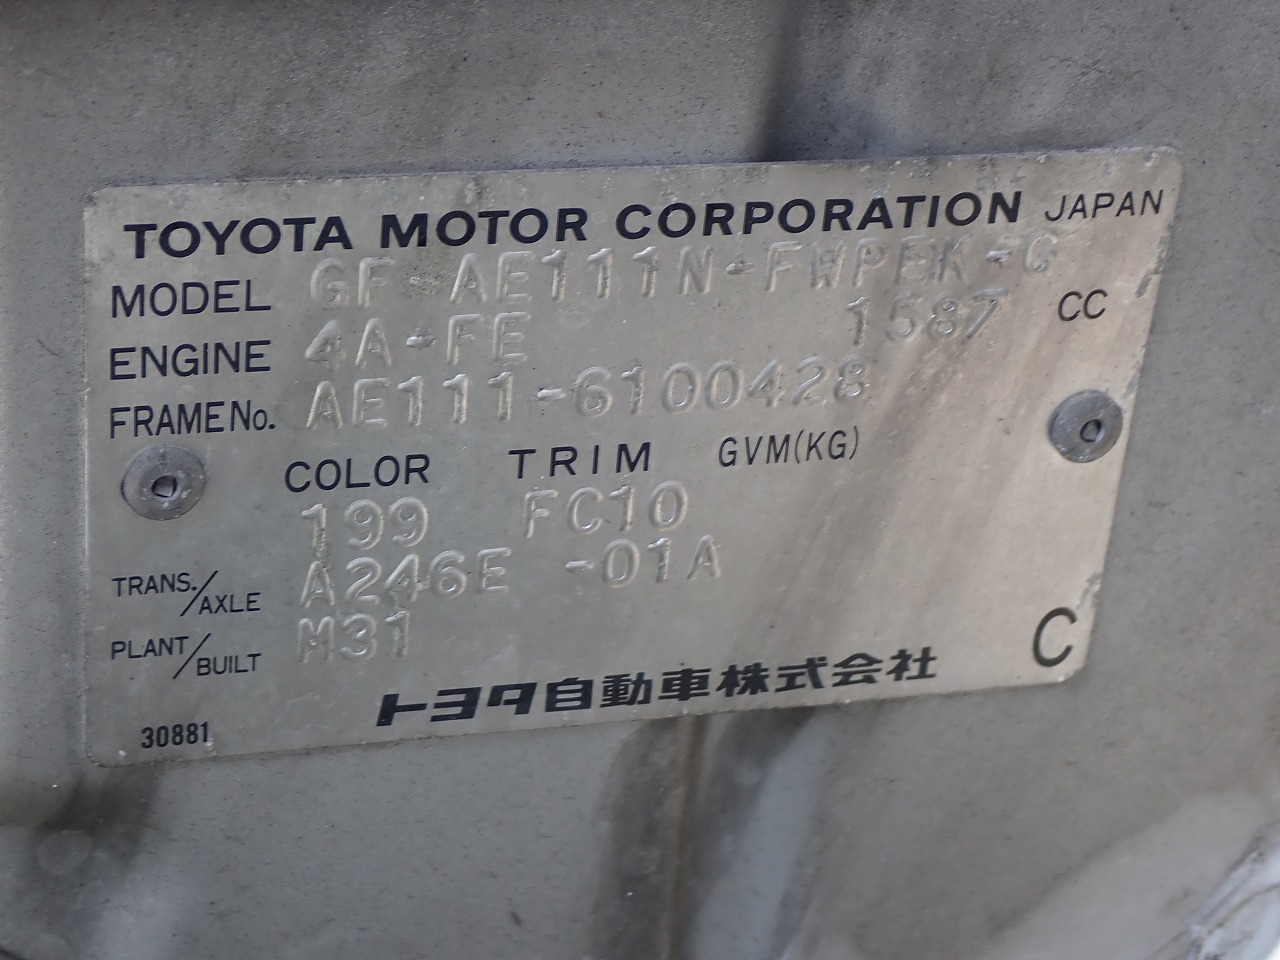 TOYOTA MOTOR CORPORATION JAPAN
MODEL GF-AE111N-FWPEK-G
ENGINE 4A-FE 1587 CC
FRAME No. AE111-6100428
COLOR TRIM GVM(KG)
199 FC10
TRANS./AXLE A246E -01A
PLANT/BUILT M31
C
トヨタ自動車株式会社
30881